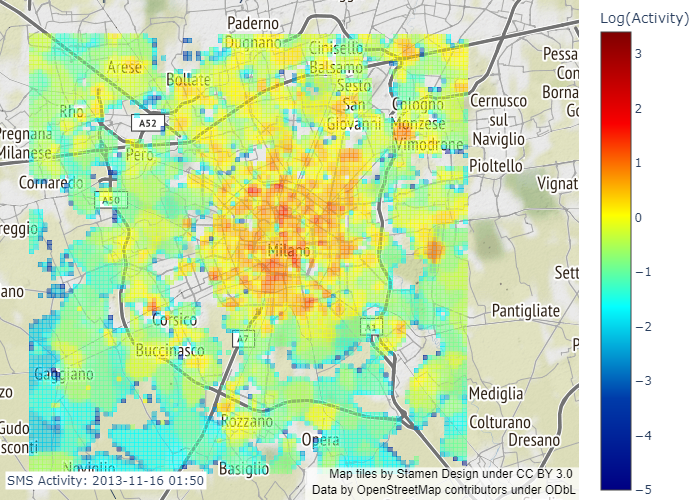 Paderno
Dugnano
Cinisello
Balsamo
Log(Activity)
Arese
Bollate
Sesto
San
Giovanni
Cologno
Monzese
Vimodrone
Cernusco
sul
Naviglio
Pessa
Con
Borna
Go
Rho
A52
Pregnana
Milanese
Pero
Pioltello
Cornaredo
A50
Vignat
reggio
Milano
Sett
ano
Corsico
Pantigliate
A7
A1
P
Buccinasco
Gaggiano
zo
Mediglia
Rozzano
Colturano
Gudo
sconti
Opera
Dresano
Noviglio
Basiglio
SMS Activity: 2013-11-16 01:50
Map tiles by Stamen Design under CC BY 3.0
Data by OpenStreetMap contributors under ODbL
3
2
1
0
−1
−2
−3
−4
−5